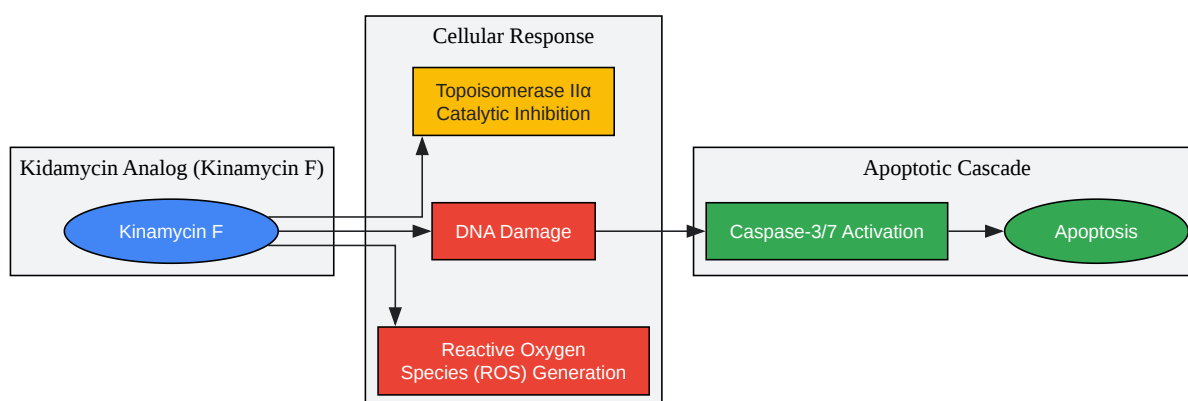 Kidamycin Analog (Kinamycin F)
Kinamycin F
Cellular Response
Topoisomerase IIα
Catalytic Inhibition
DNA Damage
Reactive Oxygen
Species (ROS) Generation
Apoptotic Cascade
Caspase-3/7 Activation
Apoptosis